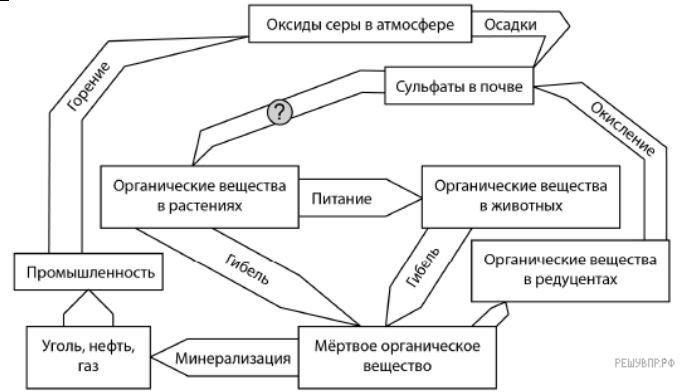 Оксиды серы в атмосфере
Осадки
Горение
Сульфаты в почве
?
Окисление
Органические вещества
в растениях
Питание
Органические вещества
в животных
Гибель
Гибель
Органические вещества
в редуцентах
Промышленность
Уголь, нефть,
газ
Минерализация
Мёртвое органическое
вещество
РЕШУВПР.РФ